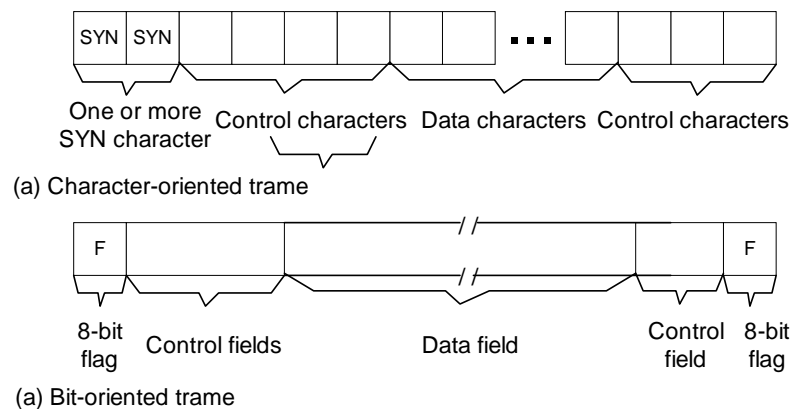 SYN SYN
One or more
SYN character
Control characters
Data characters
Control characters
(a) Character-oriented trame
F
F
8-bit
flag
Control fields
Data field
Control
field
8-bit
flag
(a) Bit-oriented trame